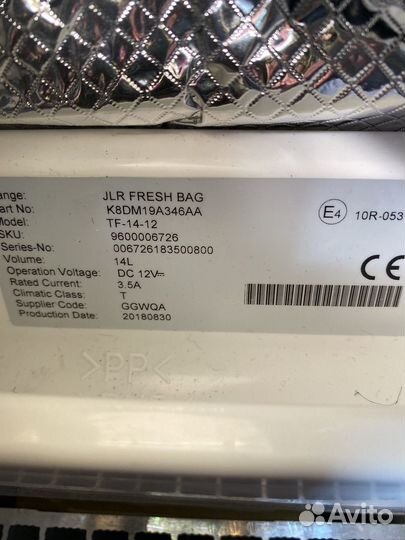 ange: JLR FRESH BAG
art No: K8DM19A346AA
Model: TF-14-12
SKU: 9600006726
Series-No: 006726183500800
Volume: 14L
Operation Voltage: DC 12V⎓
Rated Current: 3.5A
Climatic Class: T
Supplier Code: GGWQA
Production Date: 20180830
E4 10R-053
CE
>PP<
Avito